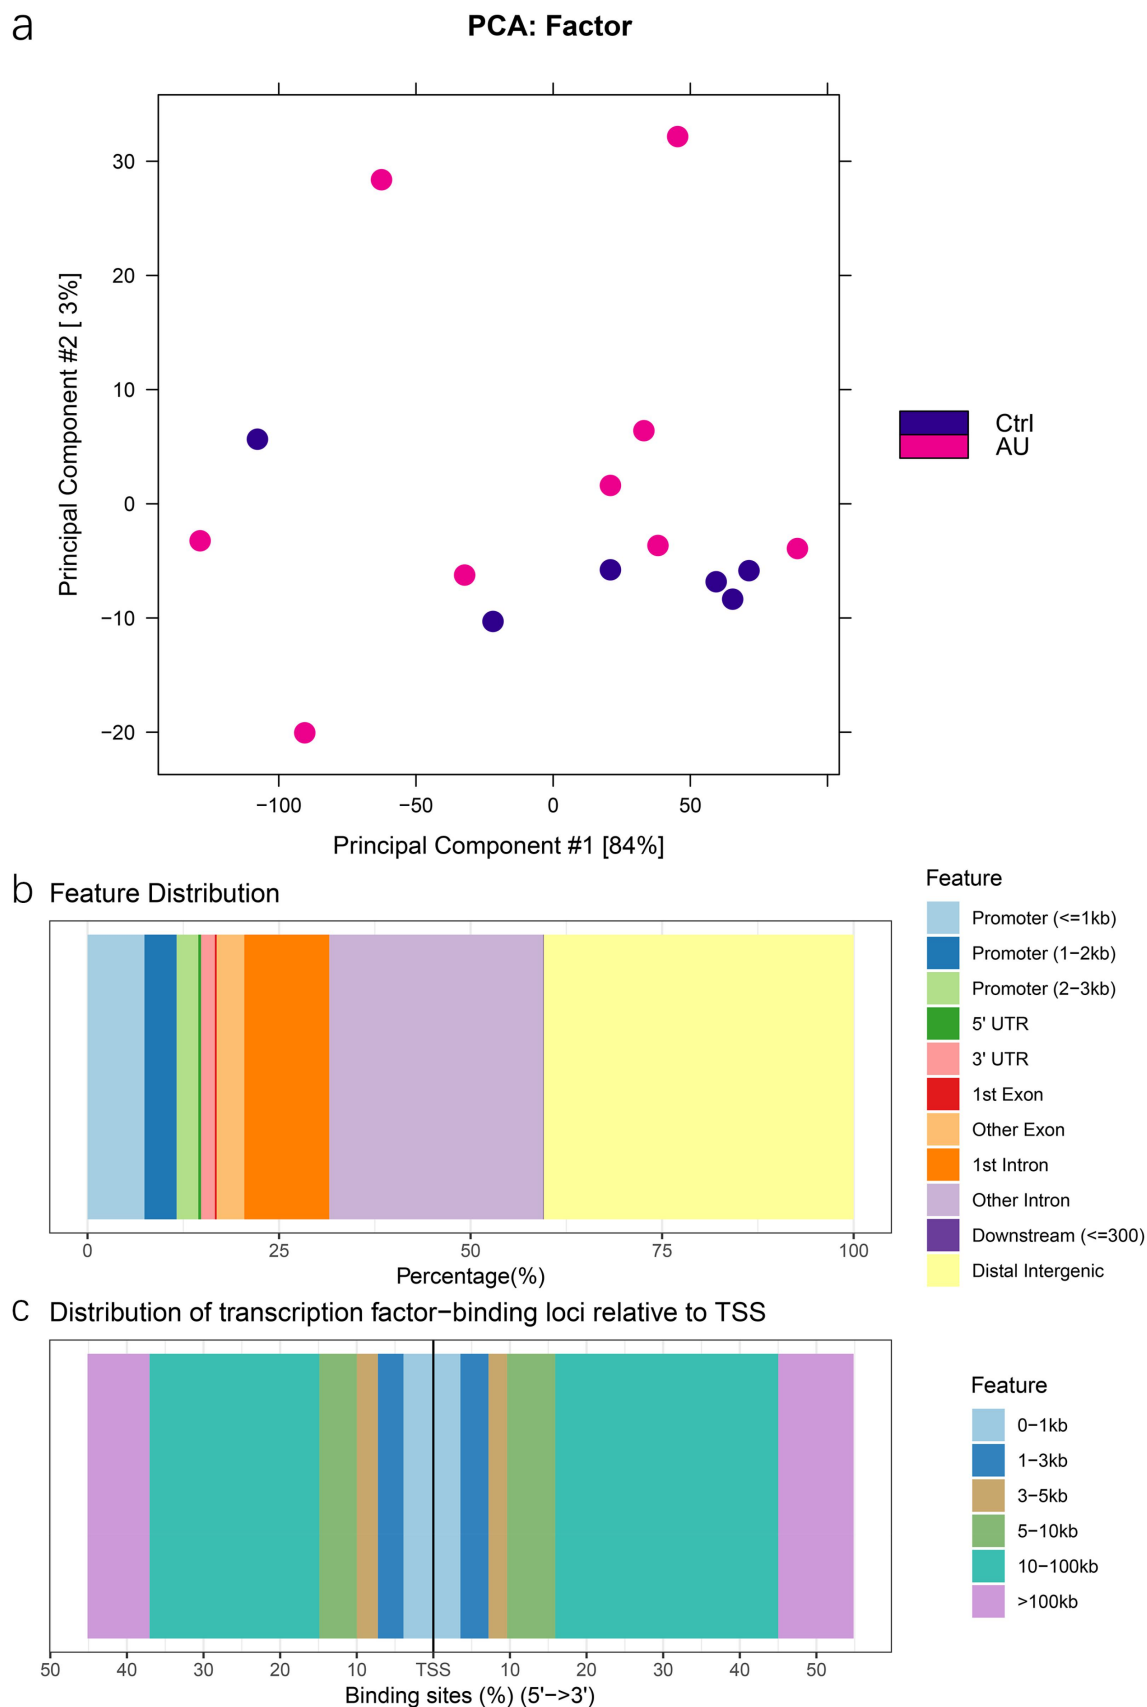 a
PCA: Factor
30
20
10
0
−10
−20
Principal Component #2 [ 3%]
−100
−50
0
50
Principal Component #1 [84%]
Ctrl
AU
b
Feature Distribution
0
25
50
75
100
Percentage(%)
Feature
Promoter (<=1kb)
Promoter (1−2kb)
Promoter (2−3kb)
5' UTR
3' UTR
1st Exon
Other Exon
1st Intron
Other Intron
Downstream (<=300)
Distal Intergenic
c
Distribution of transcription factor−binding loci relative to TSS
50
40
30
20
10
TSS
10
20
30
40
50
Binding sites (%) (5'−>3')
Feature
0−1kb
1−3kb
3−5kb
5−10kb
10−100kb
>100kb